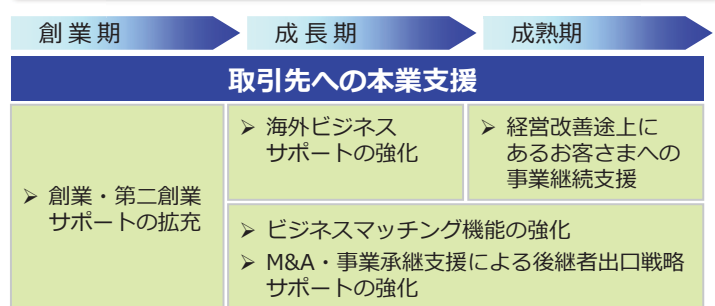 創業期
成長期
成熟期
取引先への本業支援
➢ 創業・第二創業
サポートの拡充
➢ 海外ビジネス
サポートの強化
➢ 経営改善途上に
あるお客さまへの
事業継続支援
➢ ビジネスマッチング機能の強化
➢ M&A・事業承継支援による後継者出口戦略
サポートの強化